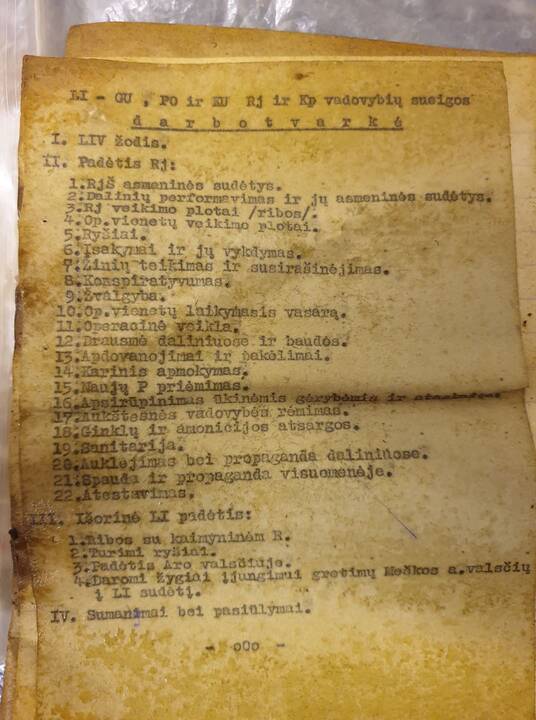 LI - GU , PO ir KU Rj ir Kp vadovybių sueigos
d a r b o t v a r k ė
I. LIV žodis.
II. Padėtis Rj:
1.RjŠ asmeninės sudėtys.
2.Dalinių performavimas ir jų asmeninės sudėtys.
3.Rj veikimo plotai /ribos/.
4.Op.vienetų veikimo plotai.
5.Ryšiai.
6.Įsakymai ir jų vykdymas.
7.Žinių teikimas ir susirašinėjimas.
8.Konspiratyvumas.
9.Žvalgyba.
10.Op.vienetų laikymasis vasarą.
11.Operacinė veikla.
12.Drausmė daliniuose ir baudės.
13.Apdovanojimai ir pakėlimai.
14.Karinis apmokymas.
15.Naujų P priėmimas.
16.Apsirūpinimas ūkinėmis gėrybėmis ir
17.Aukštesnės vadovybės rėmimas.
18.Ginklų ir amonicijos atsargos.
19.Sanitarija.
20.Auklėjimas bei propaganda daliniuose.
21.Spauda ir propaganda visuomenėje.
22.Atestavimas.
III. Išorinė LI padėtis:
1.Ribos su kaimyninėm R.
2.Turimi ryšiai.
3.Padėtis Aro valsčiuje.
4.Daromi žygiai įjungimui gretimų Meškos a.valsčių
į LI sudėtį.
IV. Sumanimai bei pasiūlymai.
- o0o -